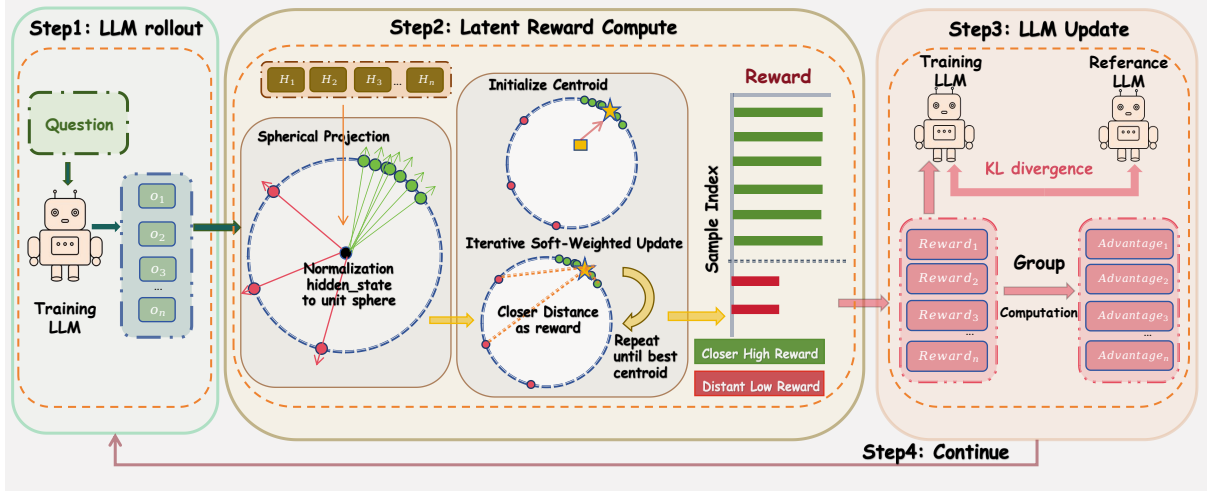 Step1: LLM rollout
Question
Training
LLM
O₁
O₂
O₃
...
Oₙ
Step2: Latent Reward Compute
H₁ H₂ H₃ ... Hₙ
Spherical Projection
Normalization
hidden_state
to unit sphere
Initialize Centroid
Iterative Soft-Weighted Update
Closer Distance
as reward
Repeat
until best
centroid
Reward
Sample Index
Closer High Reward
Distant Low Reward
Step3: LLM Update
Training
LLM
Referance
LLM
KL divergence
Reward₁
Reward₂
Reward₃
...
Rewardₙ
Group
Computation
Advantage₁
Advantage₂
Advantage₃
...
Advantageₙ
Step4: Continue